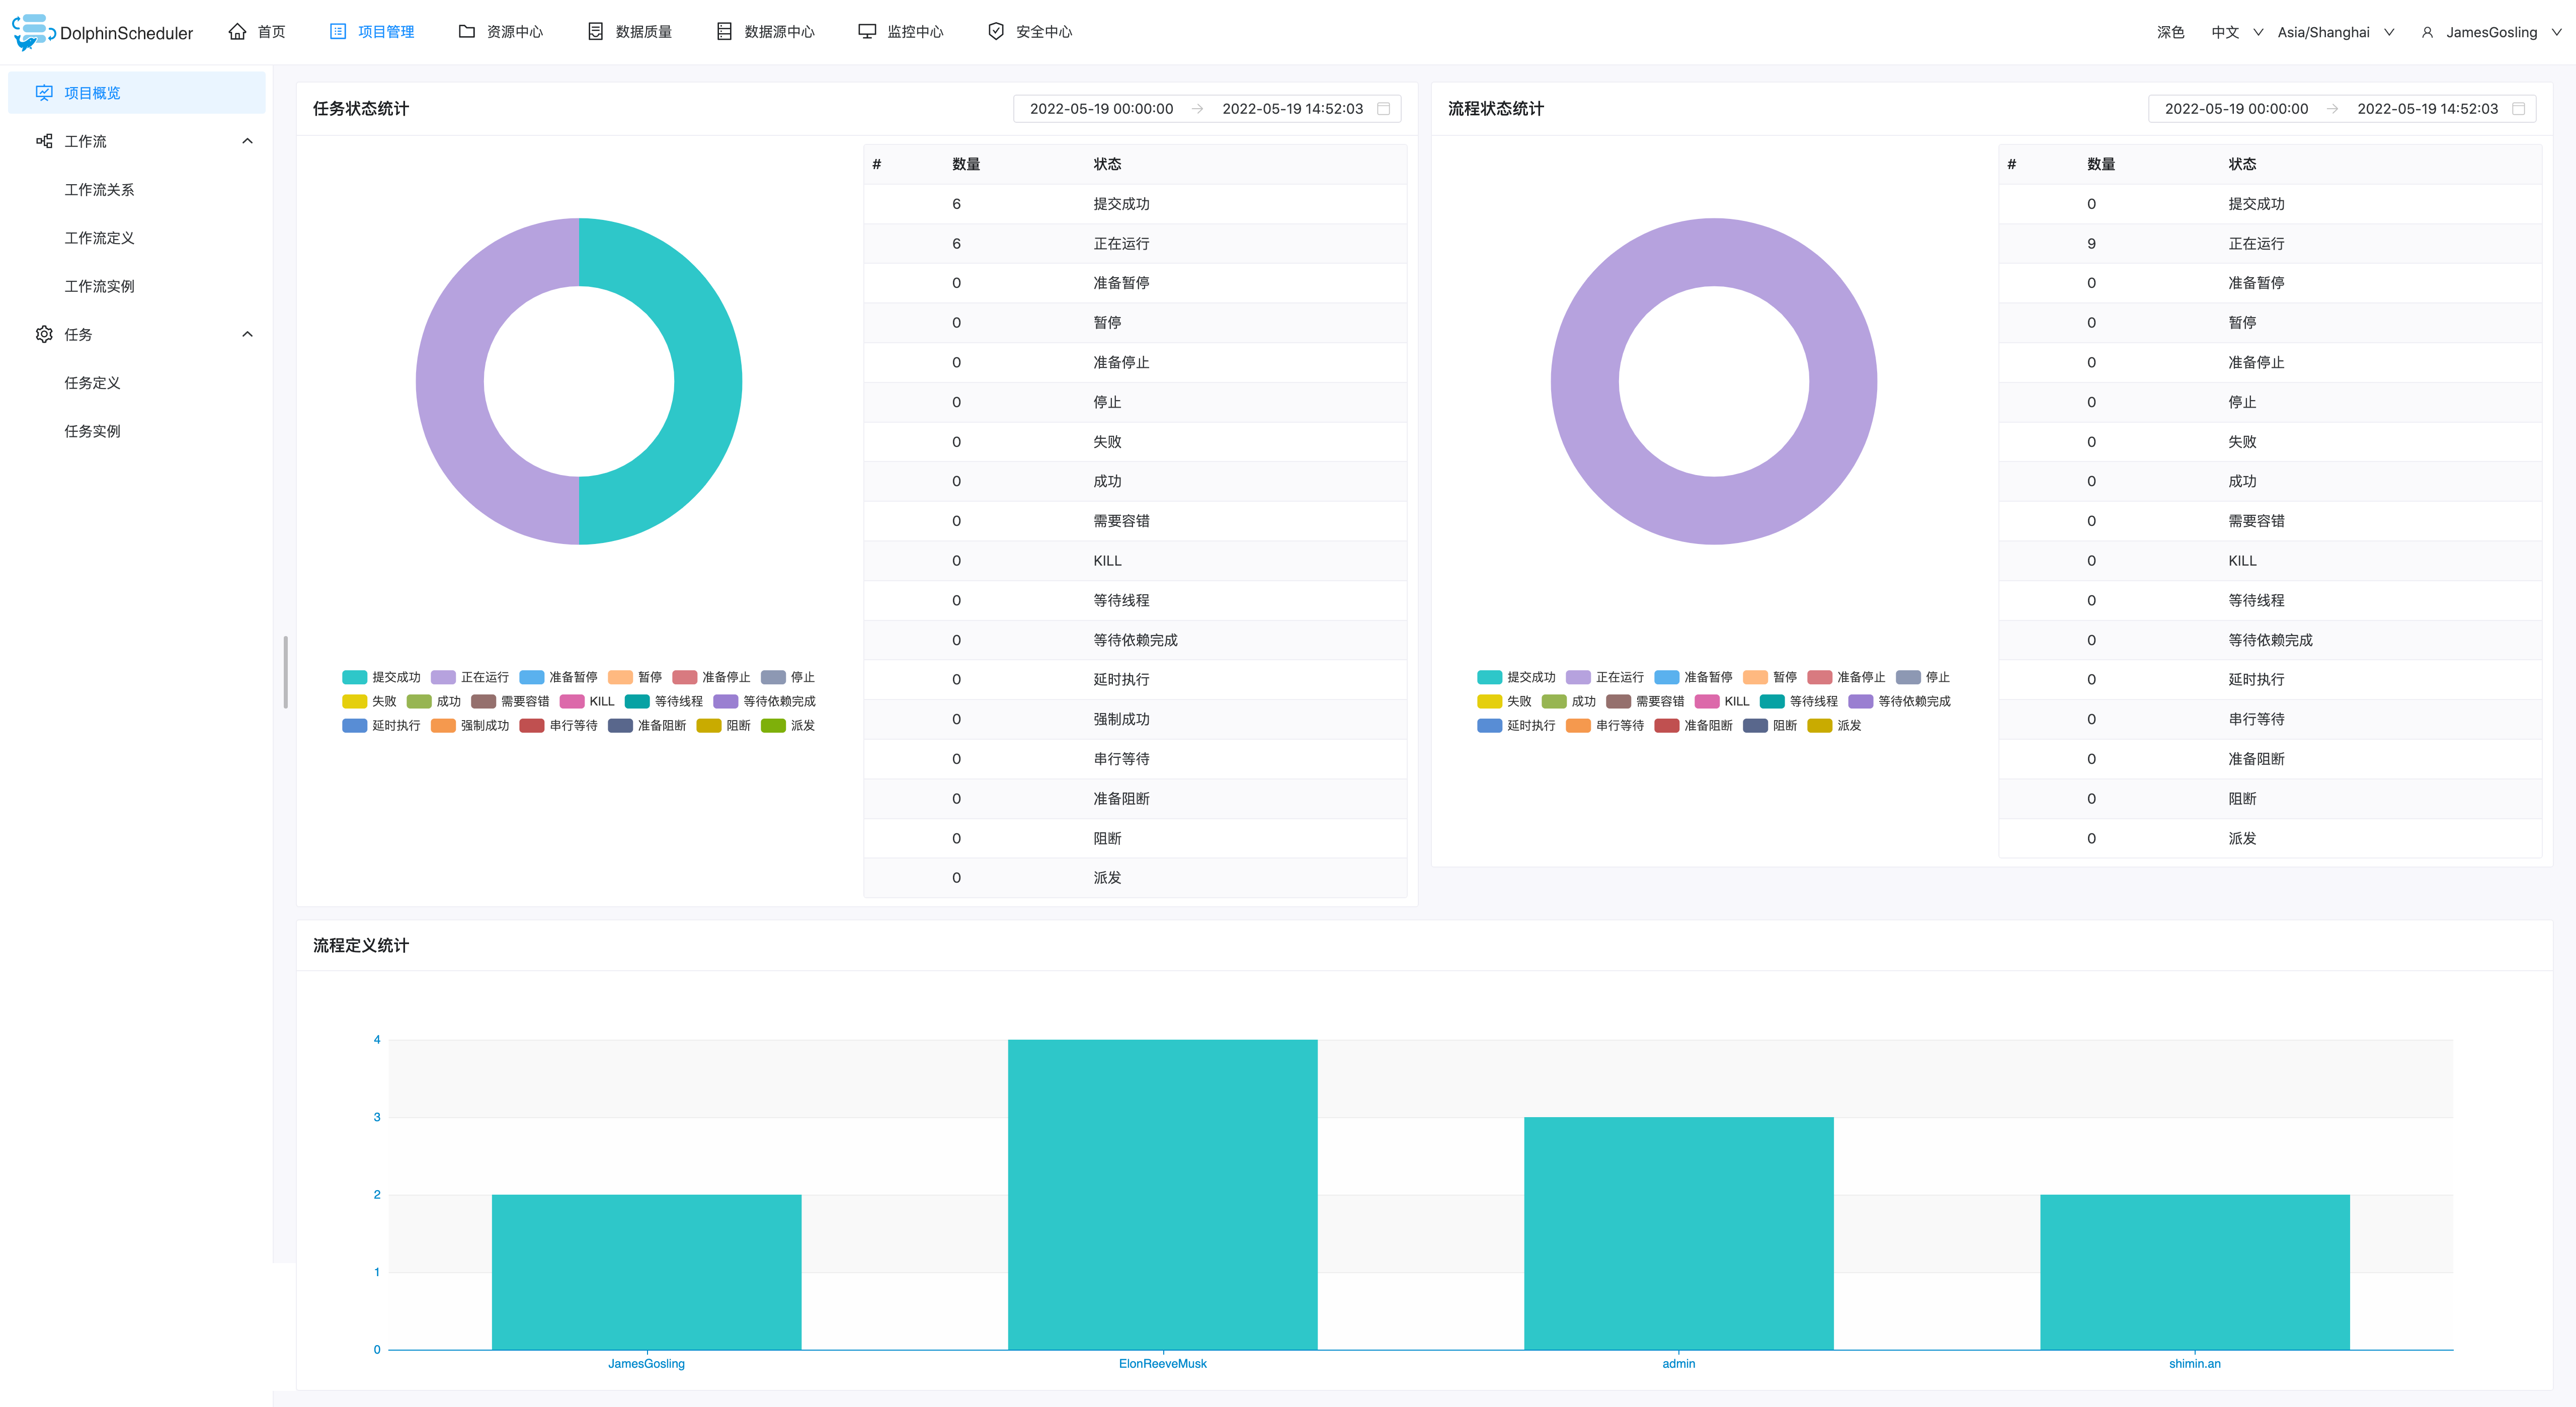 DolphinScheduler 首页 项目管理 资源中心 数据质量 数据源中心 监控中心 安全中心 深色 中文 Asia/Shanghai JamesGosling
项目概览
工作流
工作流关系
工作流定义
工作流实例
任务
任务定义
任务实例
任务状态统计 2022-05-19 00:00:00 → 2022-05-19 14:52:03
# 数量 状态
6 提交成功
6 正在运行
0 准备暂停
0 暂停
0 准备停止
0 停止
0 失败
0 成功
0 需要容错
0 KILL
0 等待线程
0 等待依赖完成
0 延时执行
0 强制成功
0 串行等待
0 准备阻断
0 阻断
0 派发
提交成功 正在运行 准备暂停 暂停 准备停止 停止
失败 成功 需要容错 KILL 等待线程 等待依赖完成
延时执行 强制成功 串行等待 准备阻断 阻断 派发
流程状态统计 2022-05-19 00:00:00 → 2022-05-19 14:52:03
# 数量 状态
0 提交成功
9 正在运行
0 准备暂停
0 暂停
0 准备停止
0 停止
0 失败
0 成功
0 需要容错
0 KILL
0 等待线程
0 等待依赖完成
0 延时执行
0 串行等待
0 准备阻断
0 阻断
0 派发
提交成功 正在运行 准备暂停 暂停 准备停止 停止
失败 成功 需要容错 KILL 等待线程 等待依赖完成
延时执行 串行等待 准备阻断 阻断 派发
流程定义统计
4
3
2
1
0
JamesGosling ElonReeveMusk admin shimin.an